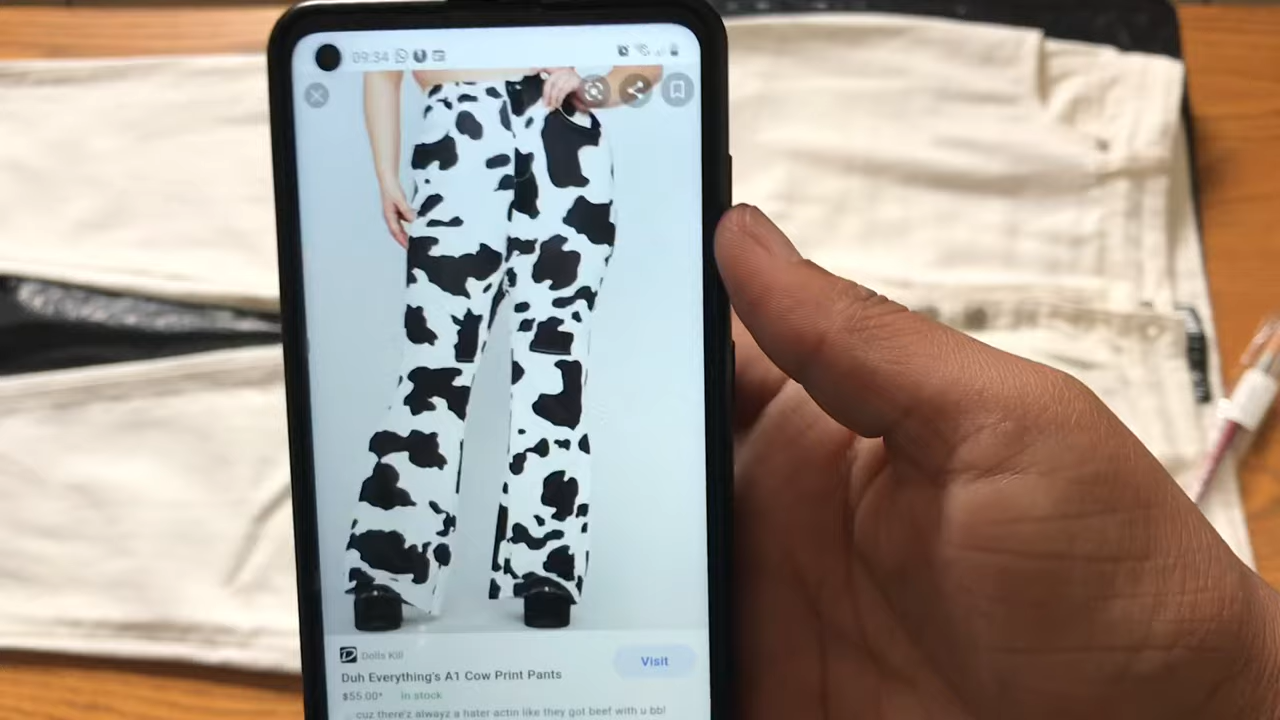 09:34
Dolls Kill
Visit
Duh Everything's A1 Cow Print Pants
$55.00* in stock
... cuz there'z alwayz a hater actin like they got beef with u bb!